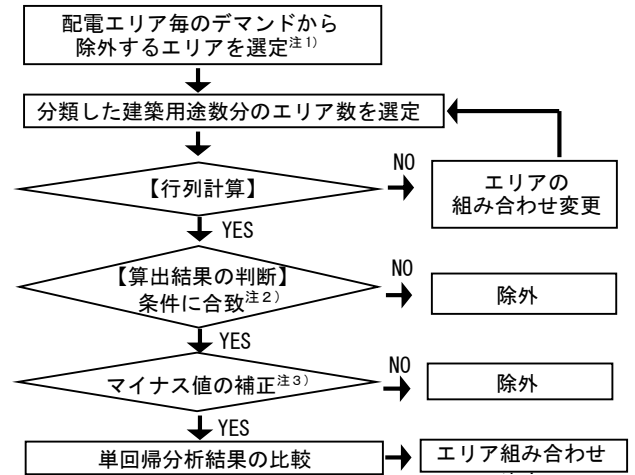 配電エリア毎のデマンドから
除外するエリアを選定注1)
分類した建築用途数分のエリア数を選定
【行列計算】
NO
エリアの
組み合わせ変更
YES
【算出結果の判断】
条件に合致注2)
NO
除外
YES
マイナス値の補正注3)
NO
除外
YES
単回帰分析結果の比較
エリア組み合わせ